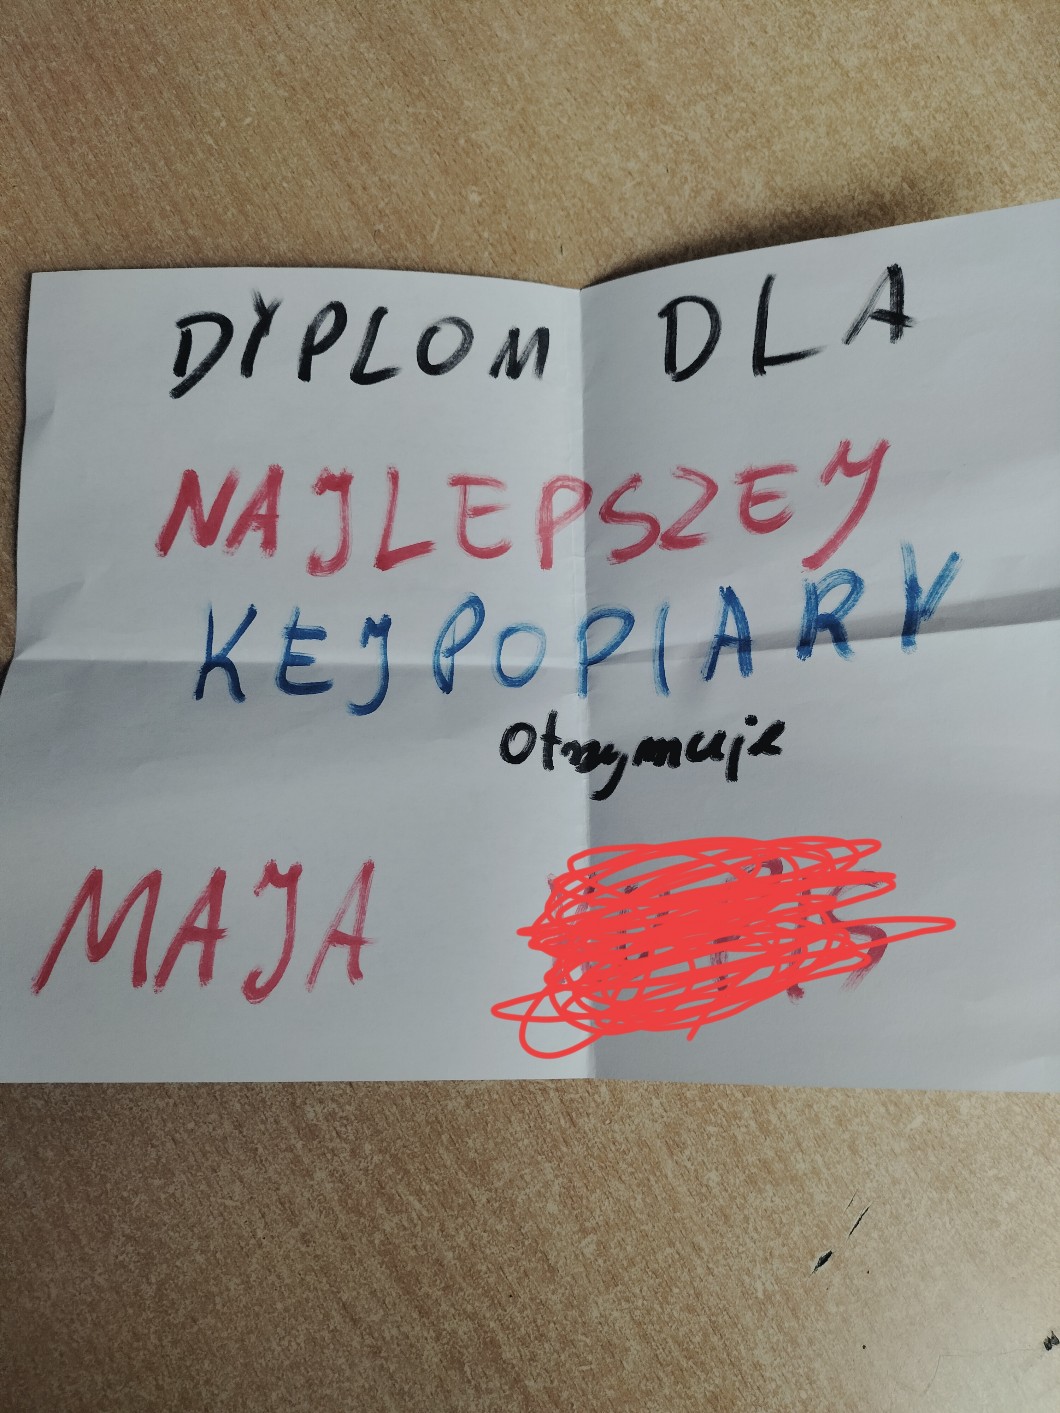 DYPLOM DLA
NAJLEPSZEJ
KEJPOPIARY
otrzymuje
MAJA